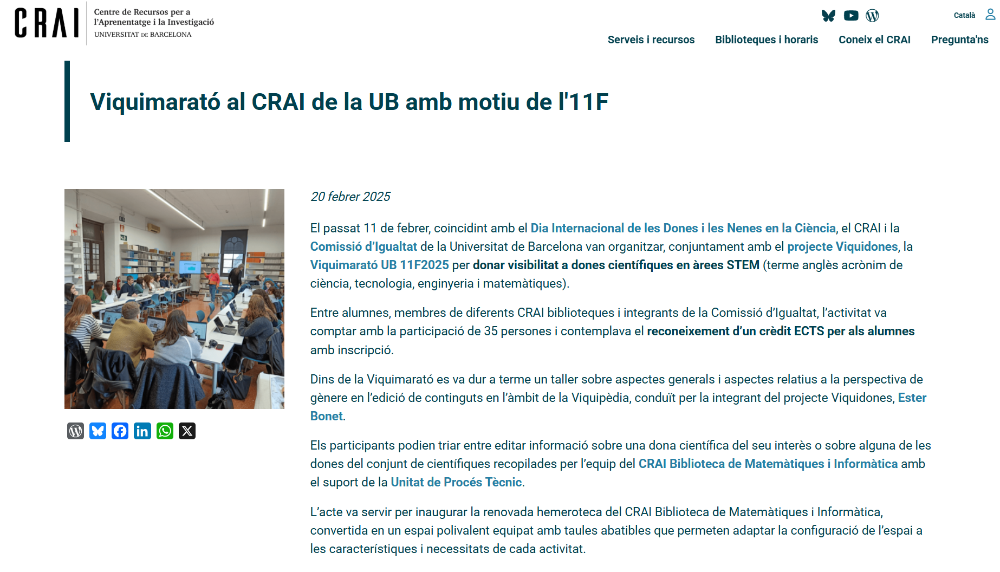 CRAI
Centre de Recursos per a
l'Aprenentatge i la Investigació
UNIVERSITAT DE BARCELONA
Català
Serveis i recursos
Biblioteques i horaris
Coneix el CRAI
Pregunta'ns
Viquimarató al CRAI de la UB amb motiu de l'11F
20 febrer 2025
El passat 11 de febrer, coincidint amb el Dia Internacional de les Dones i les Nenes en la Ciència, el CRAI i la
Comissió d’Igualtat de la Universitat de Barcelona van organitzar, conjuntament amb el projecte Viquidones, la
Viquimarató UB 11F2025 per donar visibilitat a dones científiques en àrees STEM (terme anglès acrònim de
ciència, tecnologia, enginyeria i matemàtiques).
Entre alumnes, membres de diferents CRAI biblioteques i integrants de la Comissió d’Igualtat, l’activitat va
comptar amb la participació de 35 persones i contemplava el reconeixement d’un crèdit ECTS per als alumnes
amb inscripció.
Dins de la Viquimarató es va dur a terme un taller sobre aspectes generals i aspectes relatius a la perspectiva de
gènere en l’edició de continguts en l’àmbit de la Viquipèdia, conduït per la integrant del projecte Viquidones, Ester
Bonet.
Els participants podien triar entre editar informació sobre una dona científica del seu interès o sobre alguna de les
dones del conjunt de científiques recopilades per l’equip del CRAI Biblioteca de Matemàtiques i Informàtica amb
el suport de la Unitat de Procés Tècnic.
L’acte va servir per inaugurar la renovada hemeroteca del CRAI Biblioteca de Matemàtiques i Informàtica,
convertida en un espai polivalent equipat amb taules abatibles que permeten adaptar la configuració de l’espai a
les característiques i necessitats de cada activitat.